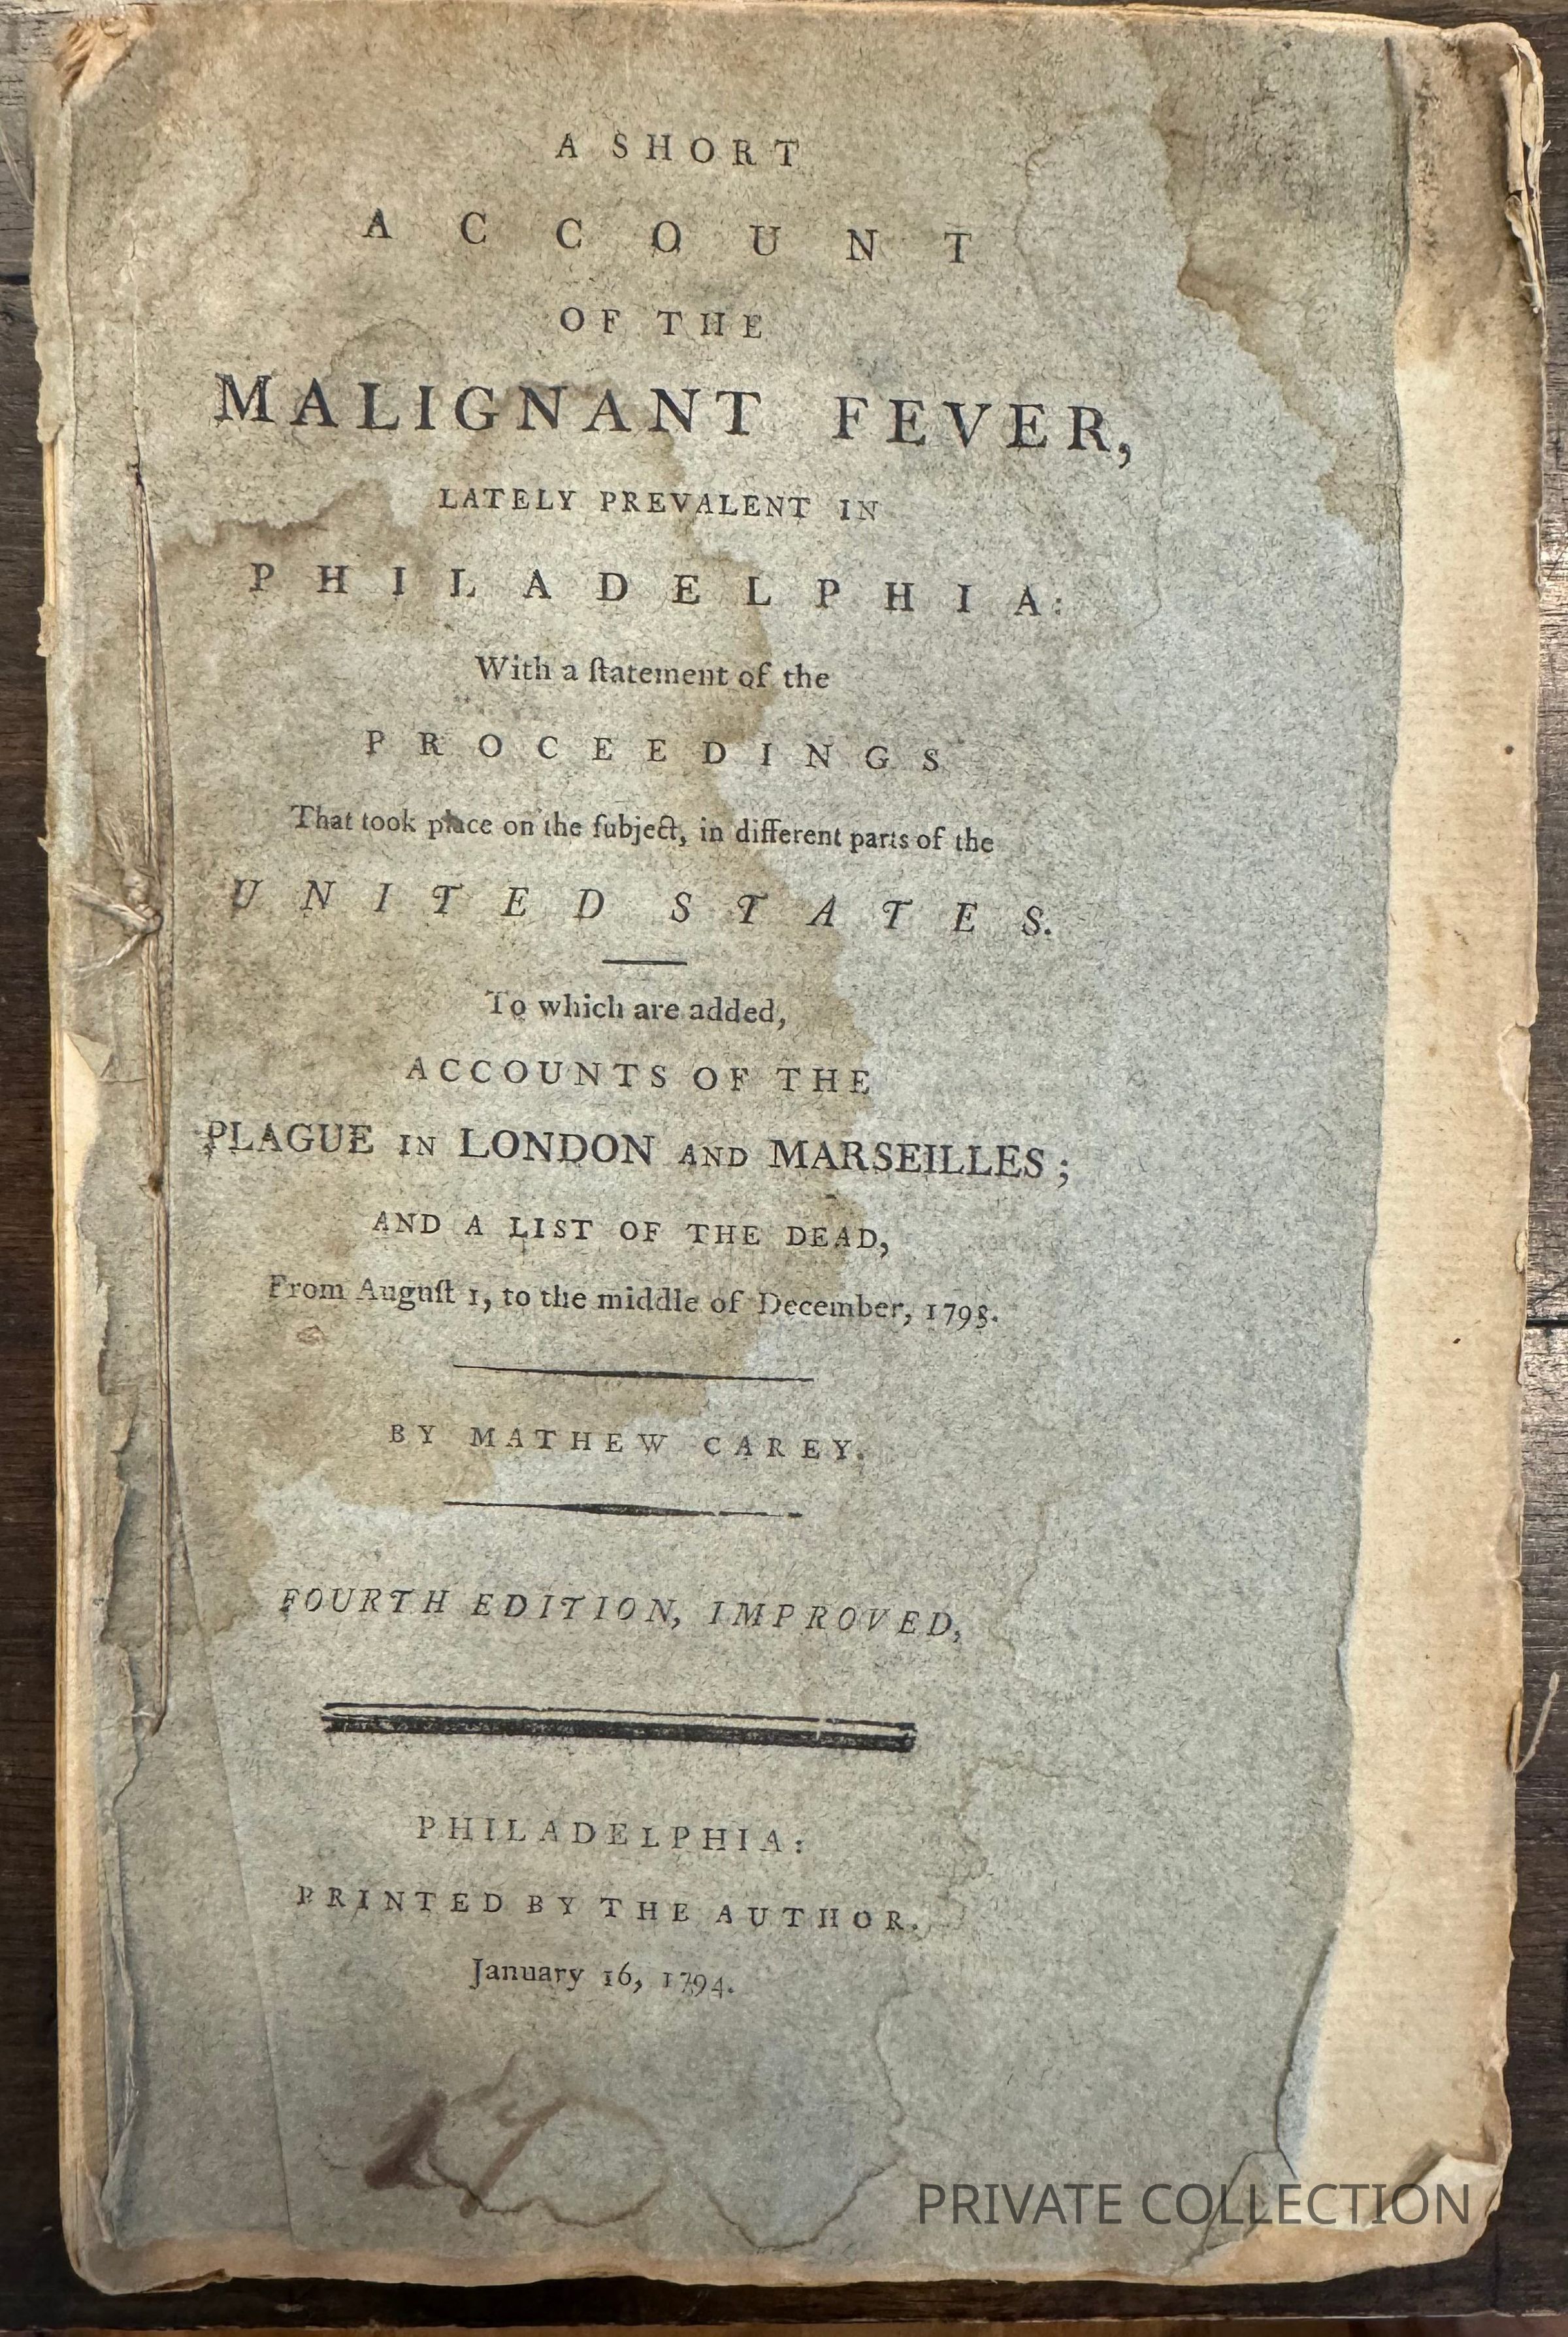 A SHORT
ACCOUNT
OF THE
MALIGNANT FEVER,
LATELY PREVALENT IN
PHILADELPHIA:
With a ſtatement of the
PROCEEDINGS
That took place on the ſubject, in different parts of the
UNITED STATES.
To which are added,
ACCOUNTS OF THE
PLAGUE IN LONDON AND MARSEILLES;
AND A LIST OF THE DEAD,
From Auguſt 1, to the middle of December, 1793.
BY MATHEW CAREY.
FOURTH EDITION, IMPROVED,
PHILADELPHIA:
PRINTED BY THE AUTHOR.
January 16, 1794.
PRIVATE COLLECTION